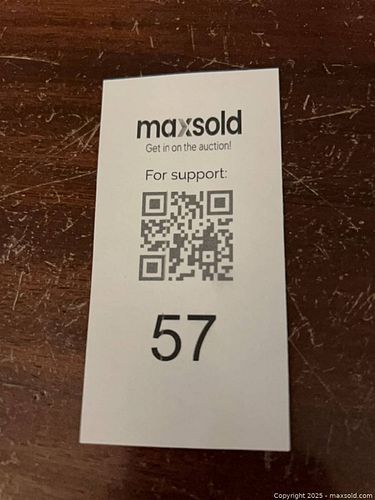 maxsold
Get in on the auction!
For support:
57
Copyright 2025 - maxsold.com